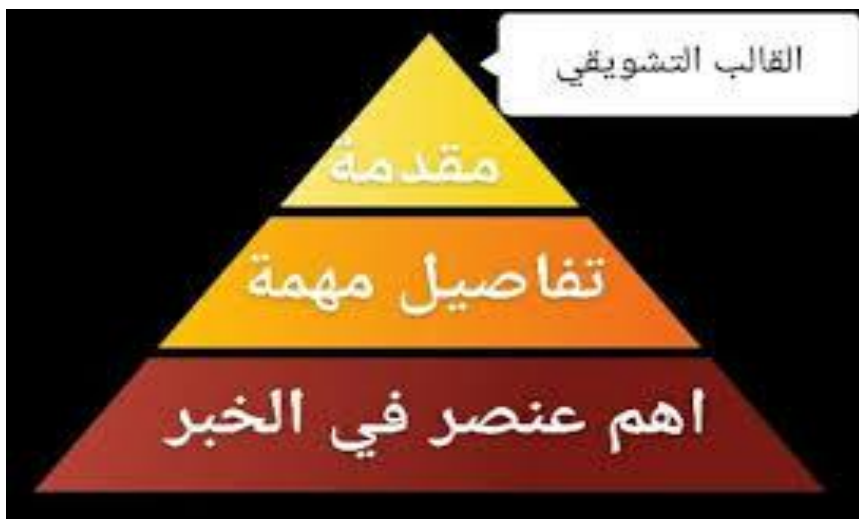 القالب التشويقي
مقدمة
تفاصيل مهمة
اهم عنصر في الخبر